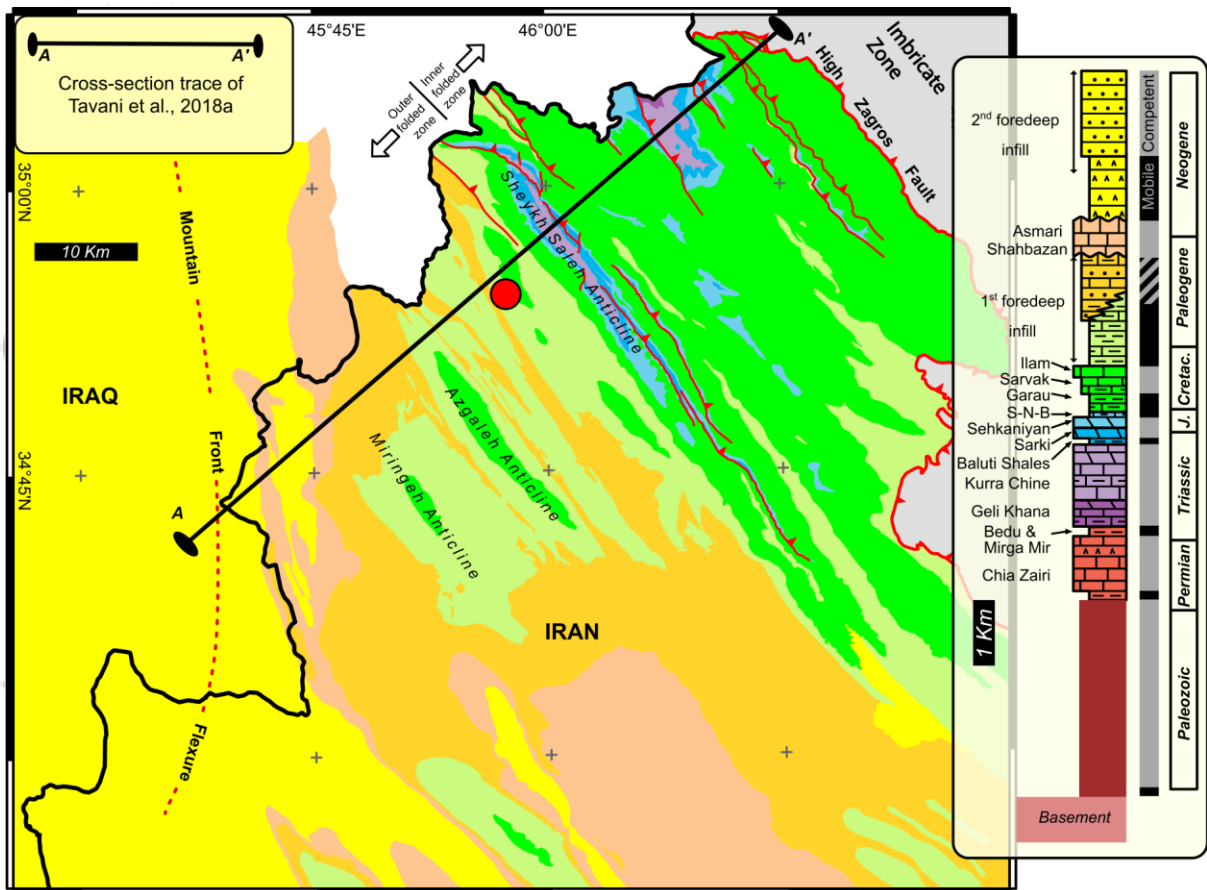 A A'
Cross-section trace of
Tavani et al., 2018a
45°45'E
46°00'E
A'
Imbricate
Zone
High
Zagros
Fault
Outer
folded
zone
Inner
folded
zone
35°00'N
34°45'N
10 Km
Mountain
Front
Flexure
IRAQ
IRAN
A
Sheykh Saleh Anticline
Azgaleh Anticline
Miringeh Anticline
2nd foredeep
infill
Asmari
Shahbazan
1st foredeep
infill
Ilam
Sarvak
Garau
S-N-B
Sehkaniyan
Sarki
Baluti Shales
Kurra Chine
Geli Khana
Bedu &
Mirga Mir
Chia Zairi
1 Km
Basement
Competent
Mobile
Neogene
Paleogene
Cretac.
J.
Triassic
Permian
Paleozoic